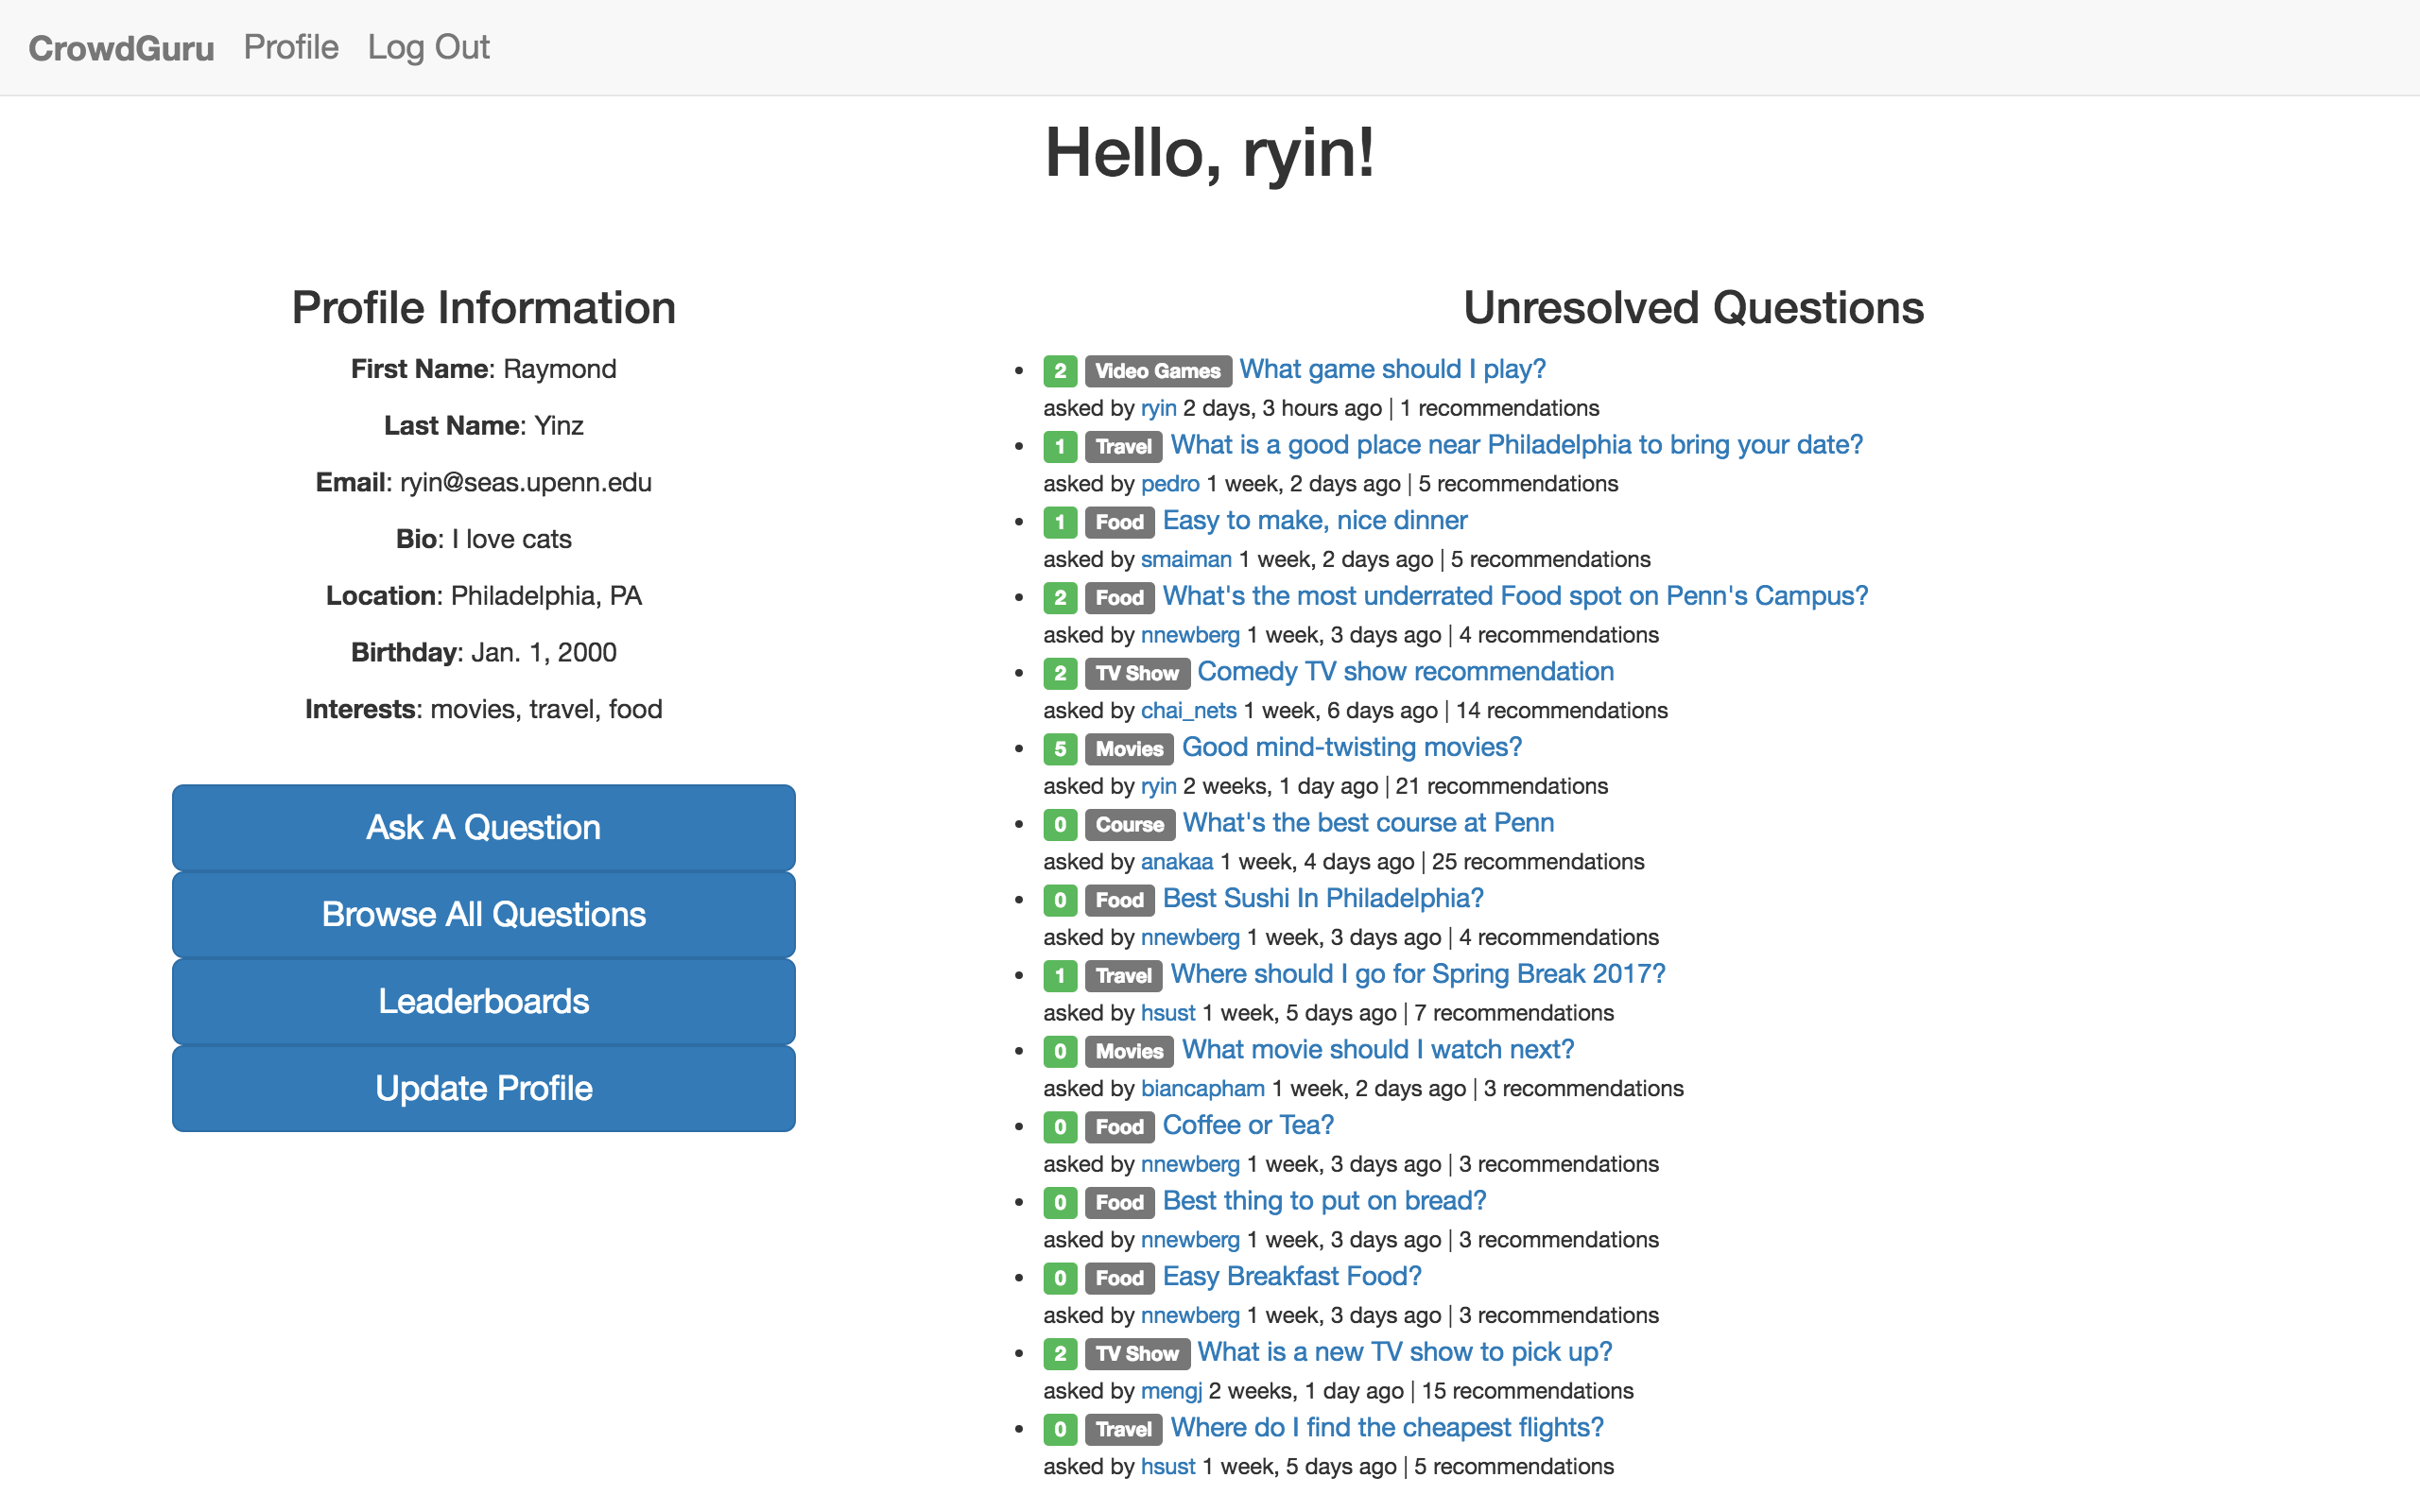 CrowdGuru Profile Log Out
Hello, ryin!
Profile Information
First Name: Raymond
Last Name: Yinz
Email: ryin@seas.upenn.edu
Bio: I love cats
Location: Philadelphia, PA
Birthday: Jan. 1, 2000
Interests: movies, travel, food
Ask A Question
Browse All Questions
Leaderboards
Update Profile
Unresolved Questions
2 Video Games What game should I play?
asked by ryin 2 days, 3 hours ago | 1 recommendations
1 Travel What is a good place near Philadelphia to bring your date?
asked by pedro 1 week, 2 days ago | 5 recommendations
1 Food Easy to make, nice dinner
asked by smaiman 1 week, 2 days ago | 5 recommendations
2 Food What's the most underrated Food spot on Penn's Campus?
asked by nnewberg 1 week, 3 days ago | 4 recommendations
2 TV Show Comedy TV show recommendation
asked by chai_nets 1 week, 6 days ago | 14 recommendations
5 Movies Good mind-twisting movies?
asked by ryin 2 weeks, 1 day ago | 21 recommendations
0 Course What's the best course at Penn
asked by anakaa 1 week, 4 days ago | 25 recommendations
0 Food Best Sushi In Philadelphia?
asked by nnewberg 1 week, 3 days ago | 4 recommendations
1 Travel Where should I go for Spring Break 2017?
asked by hsust 1 week, 5 days ago | 7 recommendations
0 Movies What movie should I watch next?
asked by biancapham 1 week, 2 days ago | 3 recommendations
0 Food Coffee or Tea?
asked by nnewberg 1 week, 3 days ago | 3 recommendations
0 Food Best thing to put on bread?
asked by nnewberg 1 week, 3 days ago | 3 recommendations
0 Food Easy Breakfast Food?
asked by nnewberg 1 week, 3 days ago | 3 recommendations
2 TV Show What is a new TV show to pick up?
asked by mengj 2 weeks, 1 day ago | 15 recommendations
0 Travel Where do I find the cheapest flights?
asked by hsust 1 week, 5 days ago | 5 recommendations